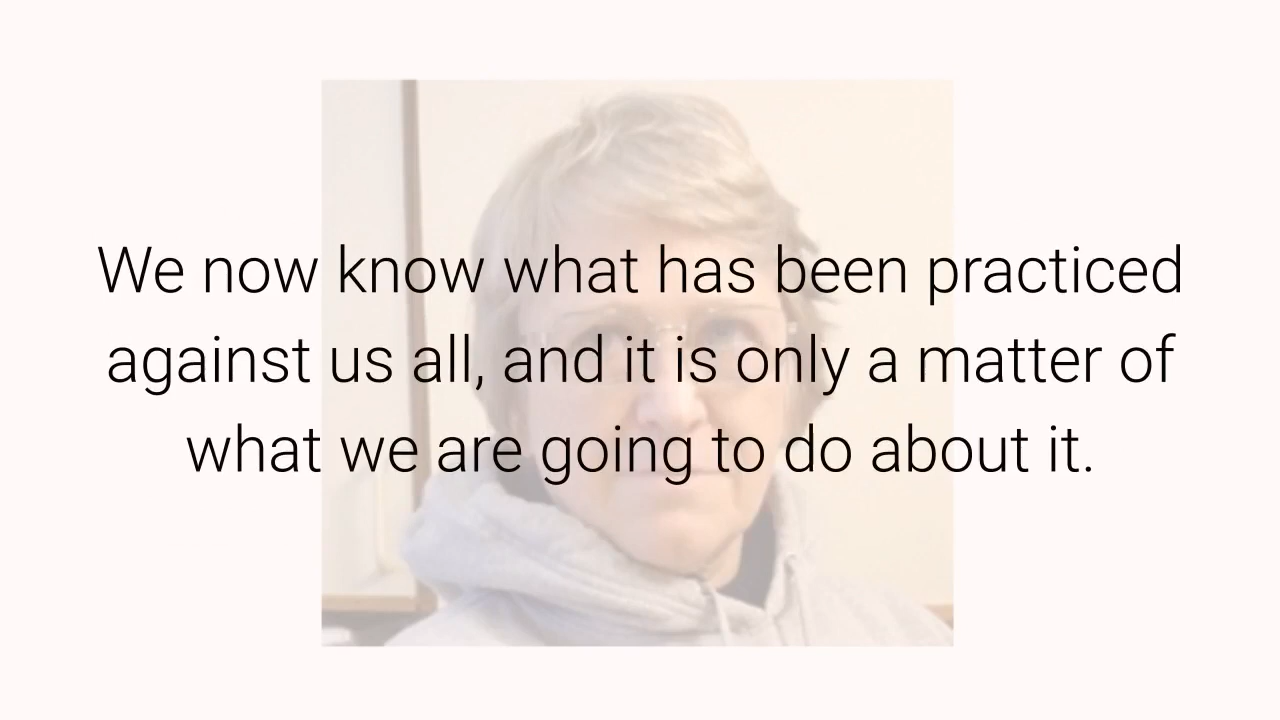 We now know what has been practiced
against us all, and it is only a matter of
what we are going to do about it.